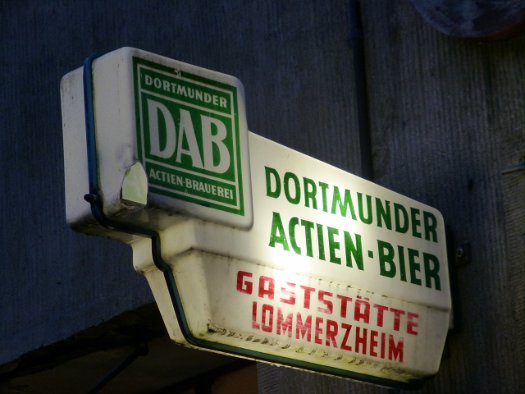 DORTMUNDER
DAB
ACTIEN-BRAUEREI
DORTMUNDER
ACTIEN-BIER
GASTSTÄTTE
LOMMERZHEIM